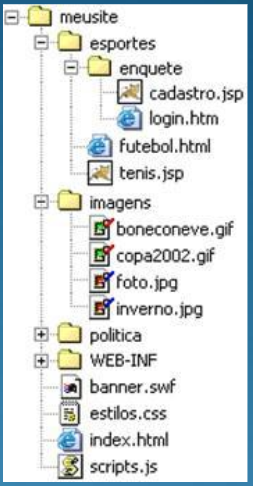 meusite
esportes
enquete
cadastro.jsp
login.htm
futebol.html
tenis.jsp
imagens
boneconeve.gif
copa2002.gif
foto.jpg
inverno.jpg
politica
WEB-INF
banner.swf
estilos.css
index.html
scripts.js